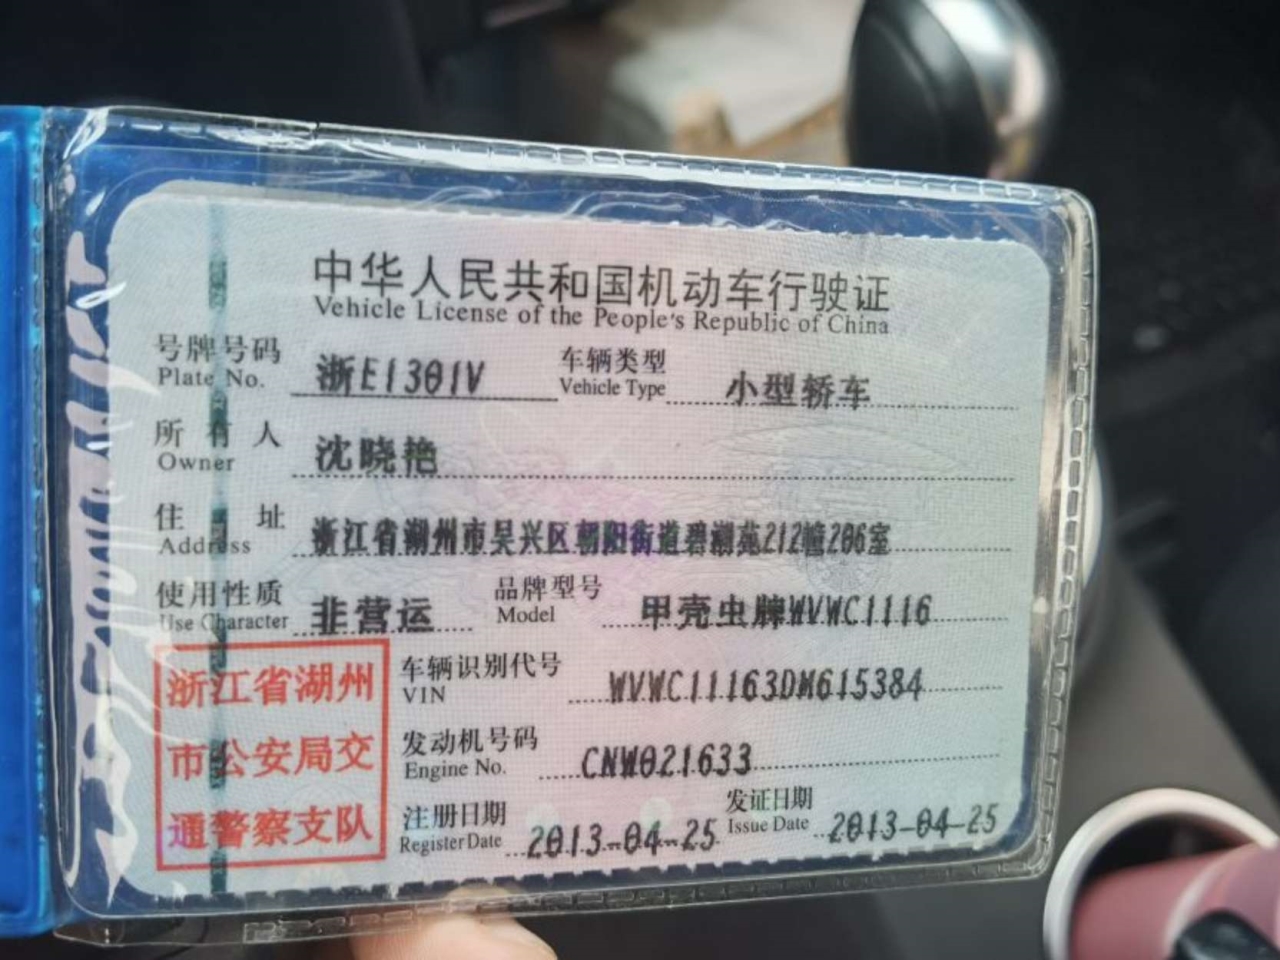 中华人民共和国机动车行驶证
Vehicle License of the People's Republic of China
号牌号码 浙E1301V 车辆类型 小型轿车
Plate No. Vehicle Type
所有人 沈晓艳
Owner
住址 浙江省湖州市吴兴区朝阳街道碧湖苑212幢206室
Address
使用性质 非营运 品牌型号 甲壳虫牌WVWC1116
Use Character Model
车辆识别代号 WVWC11163DM615384
VIN
发动机号码 CNW021633
Engine No.
注册日期 2013-04-25 发证日期 2013-04-25
Register Date Issue Date
浙江省湖州
市公安局交
通警察支队